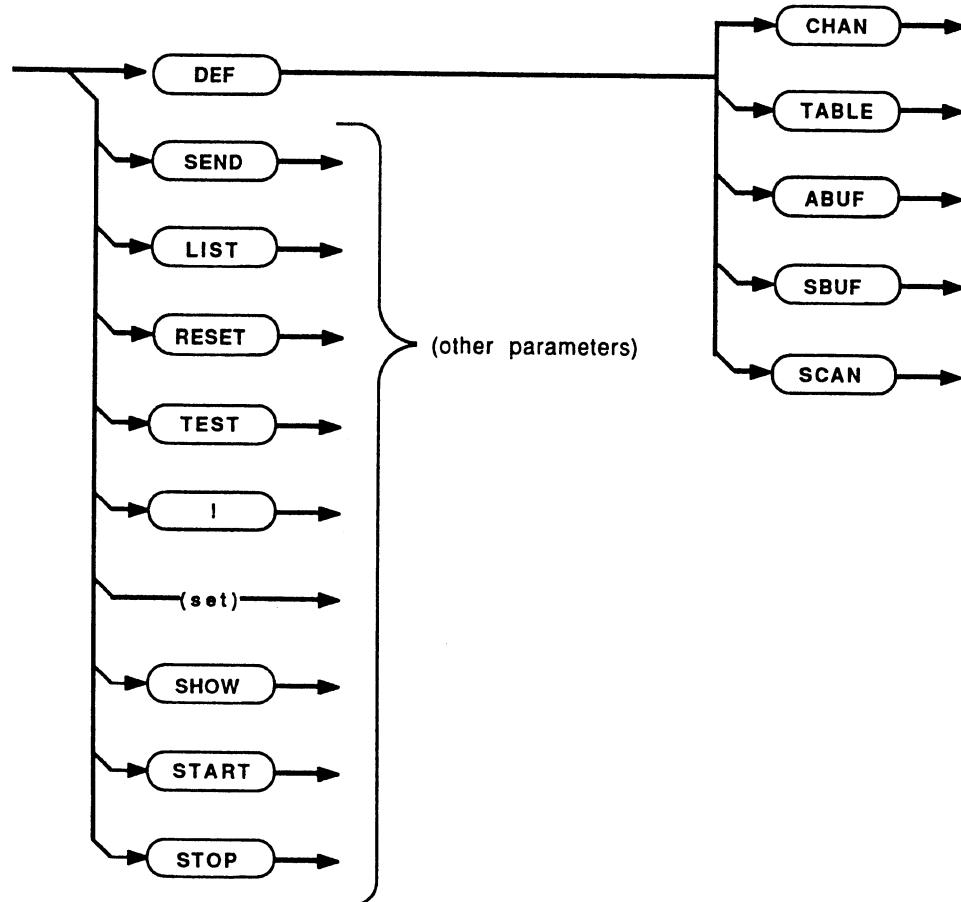 DEF
SEND
LIST
RESET
TEST
!
(set)
SHOW
START
STOP
(other parameters)
CHAN
TABLE
ABUF
SBUF
SCAN